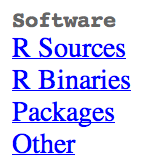 Software
R Sources
R Binaries
Packages
Other